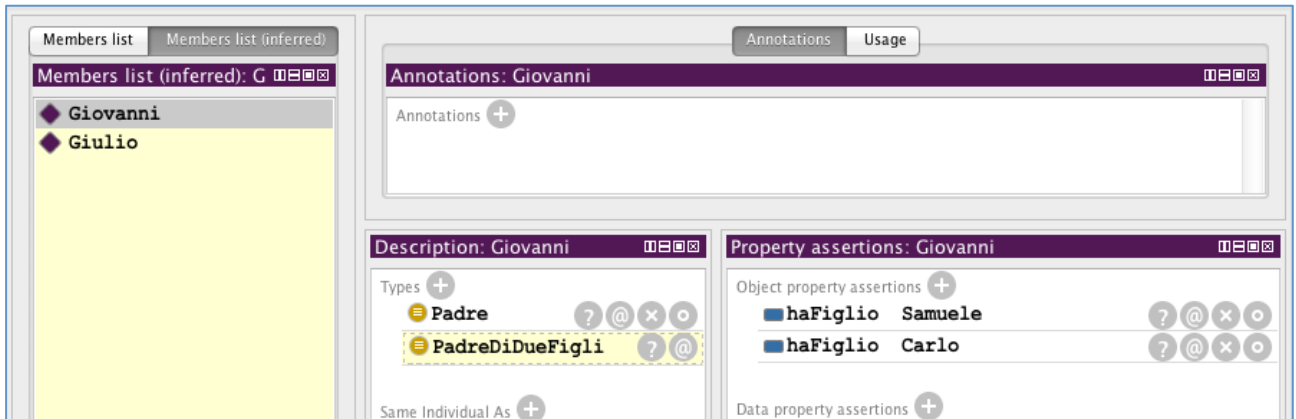 Members list Members list (inferred)
Members list (inferred): G
Giovanni
Giulio
Annotations Usage
Annotations: Giovanni
Annotations
Description: Giovanni
Types
Padre
PadreDiDueFigli
Same Individual As
Property assertions: Giovanni
Object property assertions
haFiglio Samuele
haFiglio Carlo
Data property assertions